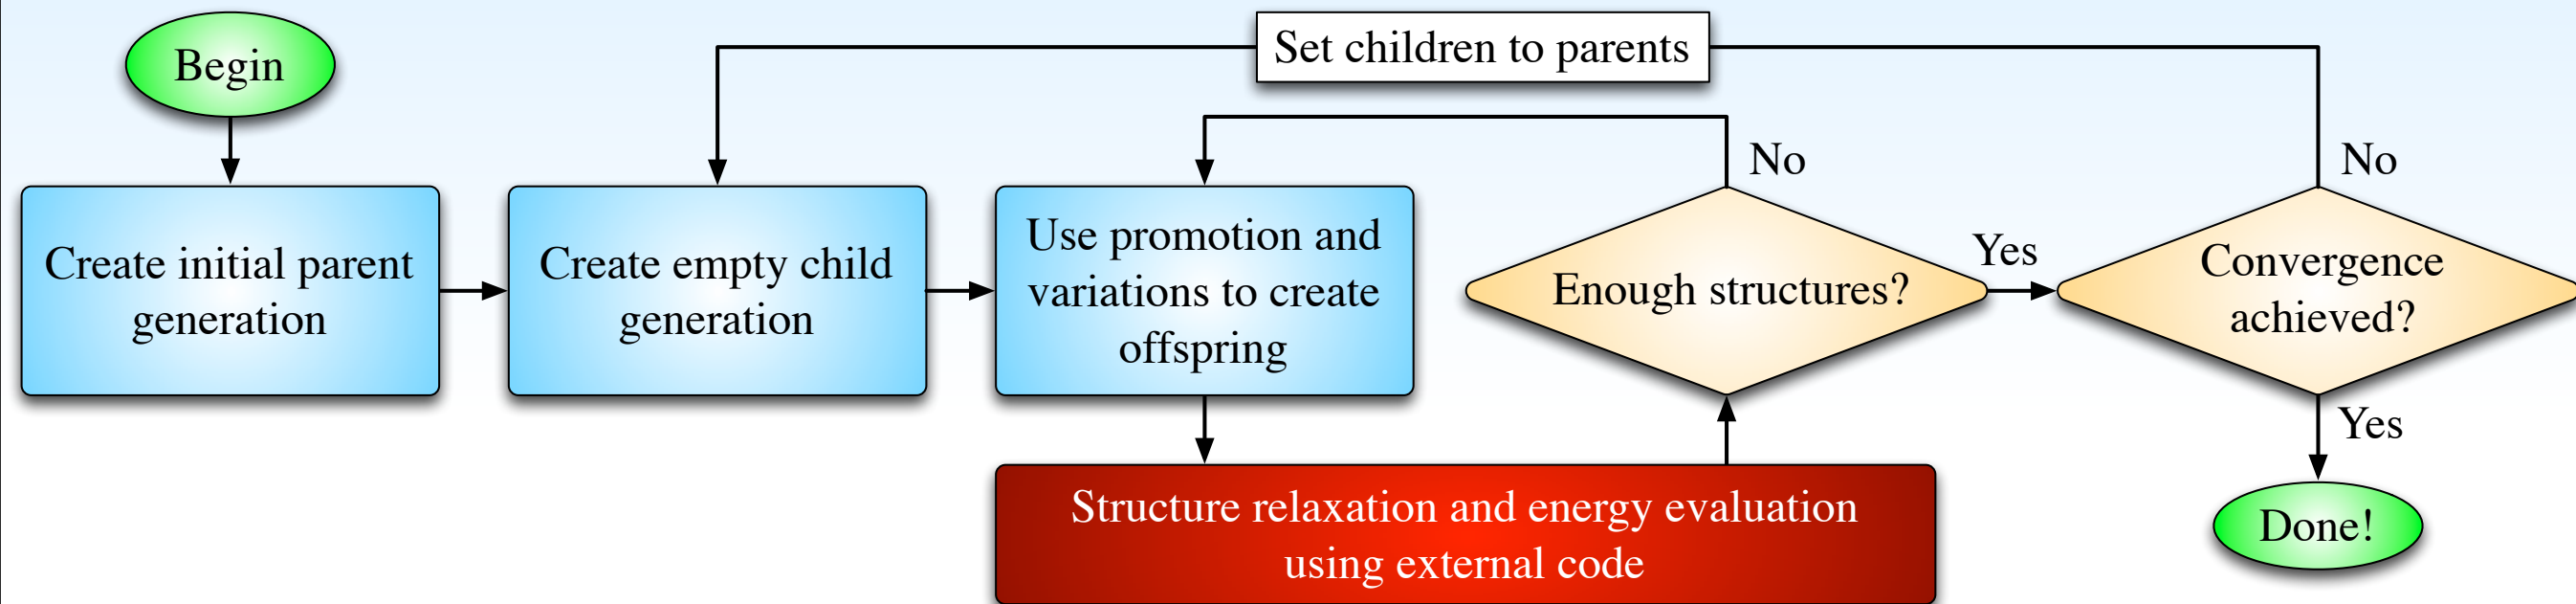 Begin
Set children to parents
Create initial parent
generation
Create empty child
generation
Use promotion and
variations to create
offspring
No
Enough structures?
Yes
No
Convergence
achieved?
Yes
Structure relaxation and energy evaluation
using external code
Done!